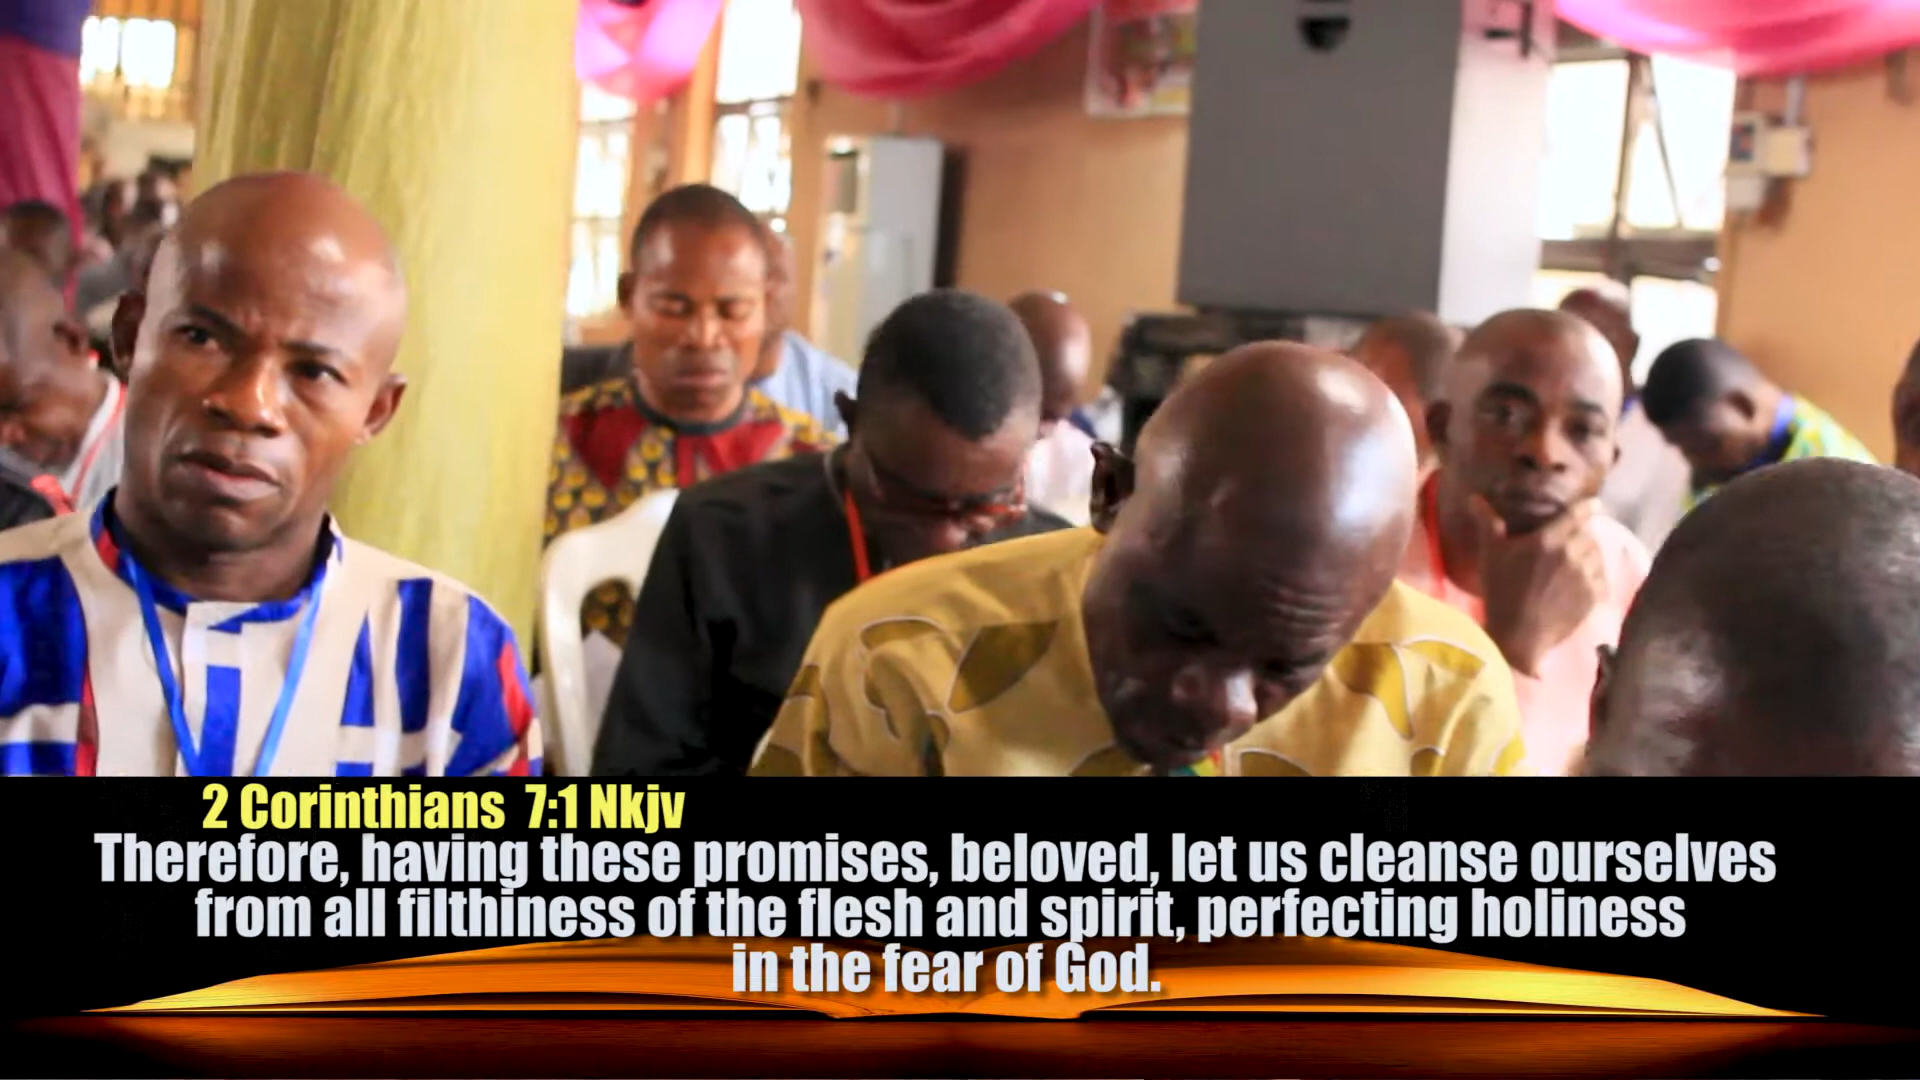 2 Corinthians 7:1 Nkjv
Therefore, having these promises, beloved, let us cleanse ourselves
from all filthiness of the flesh and spirit, perfecting holiness
in the fear of God.